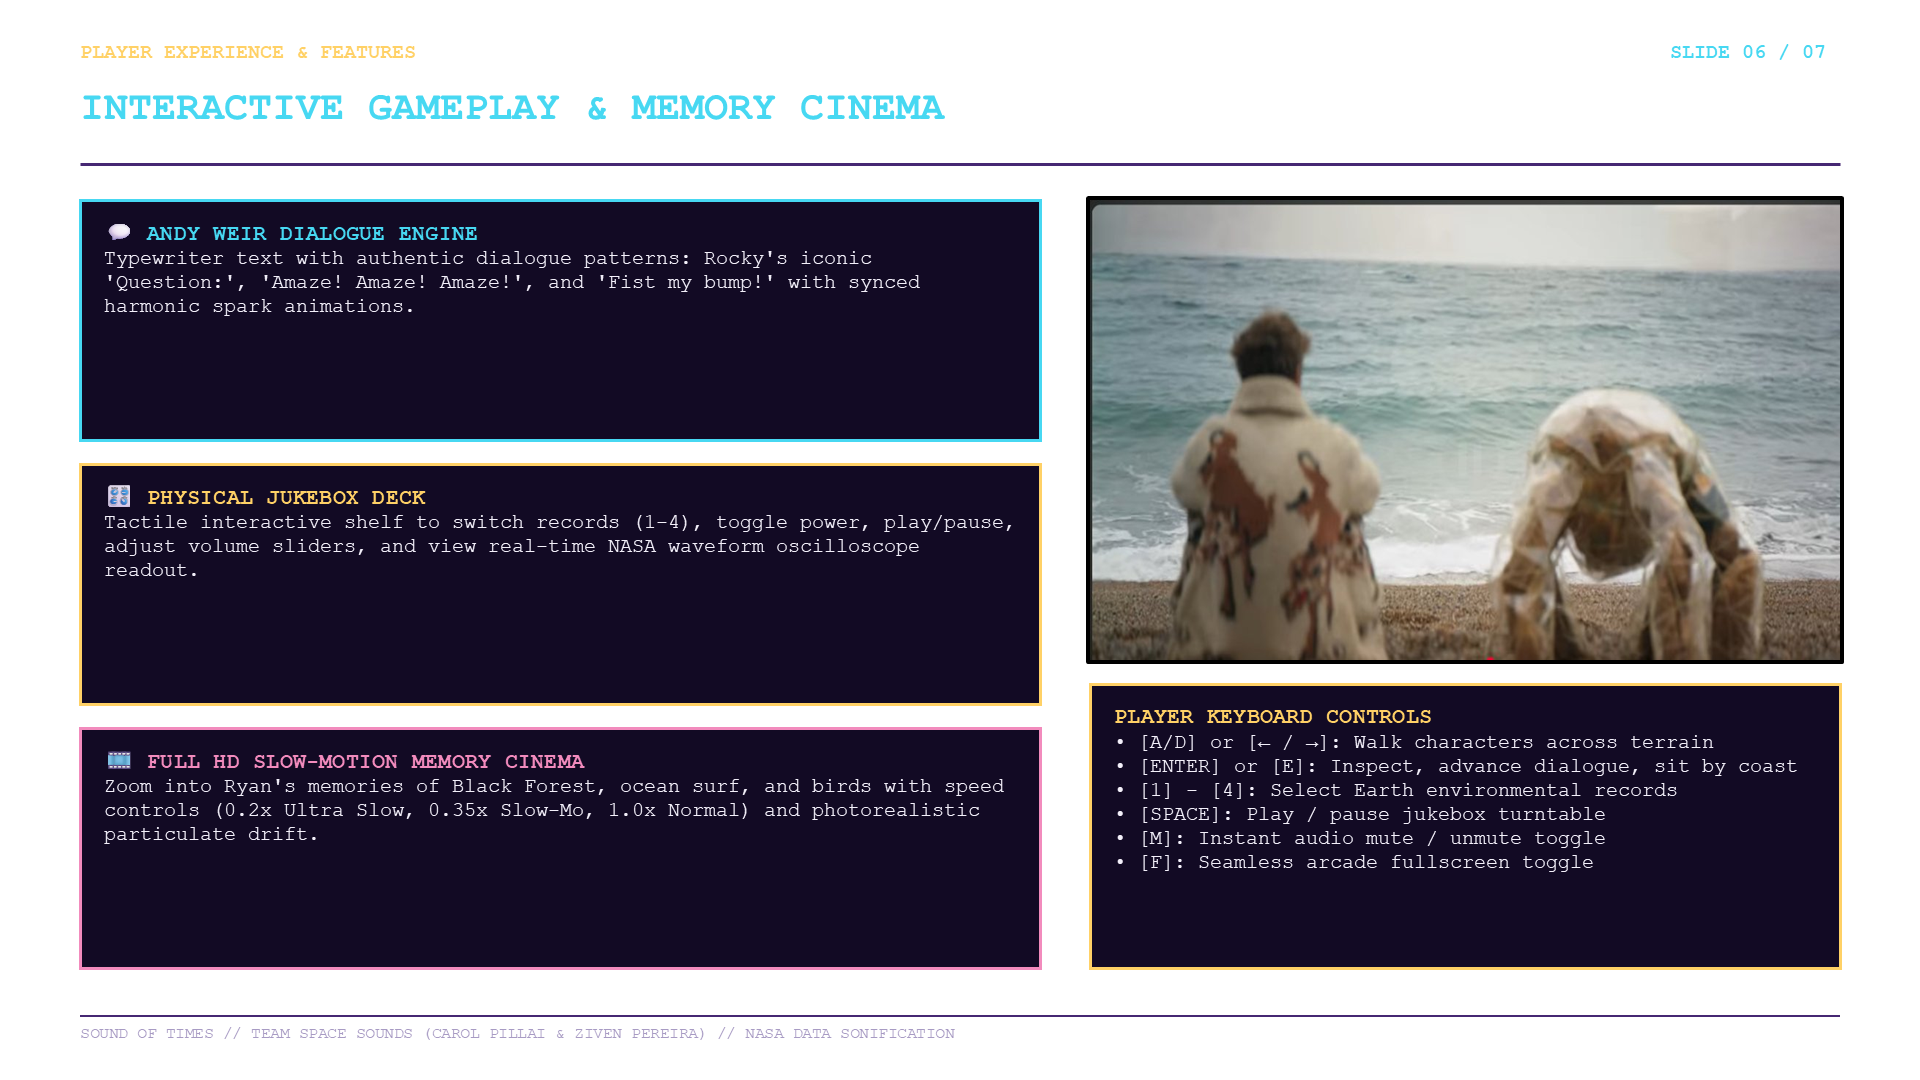 PLAYER EXPERIENCE & FEATURES
SLIDE 06 / 07
INTERACTIVE GAMEPLAY & MEMORY CINEMA
ANDY WEIR DIALOGUE ENGINE
Typewriter text with authentic dialogue patterns: Rocky's iconic
'Question:', 'Amaze! Amaze! Amaze!', and 'Fist my bump!' with synced
harmonic spark animations.
PHYSICAL JUKEBOX DECK
Tactile interactive shelf to switch records (1-4), toggle power, play/pause,
adjust volume sliders, and view real-time NASA waveform oscilloscope
readout.
FULL HD SLOW-MOTION MEMORY CINEMA
Zoom into Ryan's memories of Black Forest, ocean surf, and birds with speed
controls (0.2x Ultra Slow, 0.35x Slow-Mo, 1.0x Normal) and photorealistic
particulate drift.
PLAYER KEYBOARD CONTROLS
• [A/D] or [← / →]: Walk characters across terrain
• [ENTER] or [E]: Inspect, advance dialogue, sit by coast
• [1] - [4]: Select Earth environmental records
• [SPACE]: Play / pause jukebox turntable
• [M]: Instant audio mute / unmute toggle
• [F]: Seamless arcade fullscreen toggle
SOUND OF TIMES // TEAM SPACE SOUNDS (CAROL PILLAI & ZIVEN PEREIRA) // NASA DATA SONIFICATION